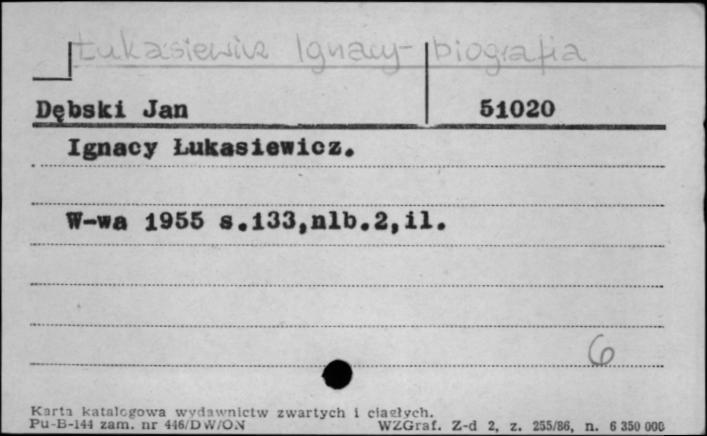 Łukasiewicz Ignacy - biografia
Dębski Jan 51020
Ignacy Łukasiewicz.
W-wa 1955 s.133,nlb.2,il.
6
Karta katalogowa wydawnictw zwartych i ciągłych.
Pu-B-144 zam. nr 446/DW/ON WZGraf. Z-d 2, z. 255/86, n. 6 350 000